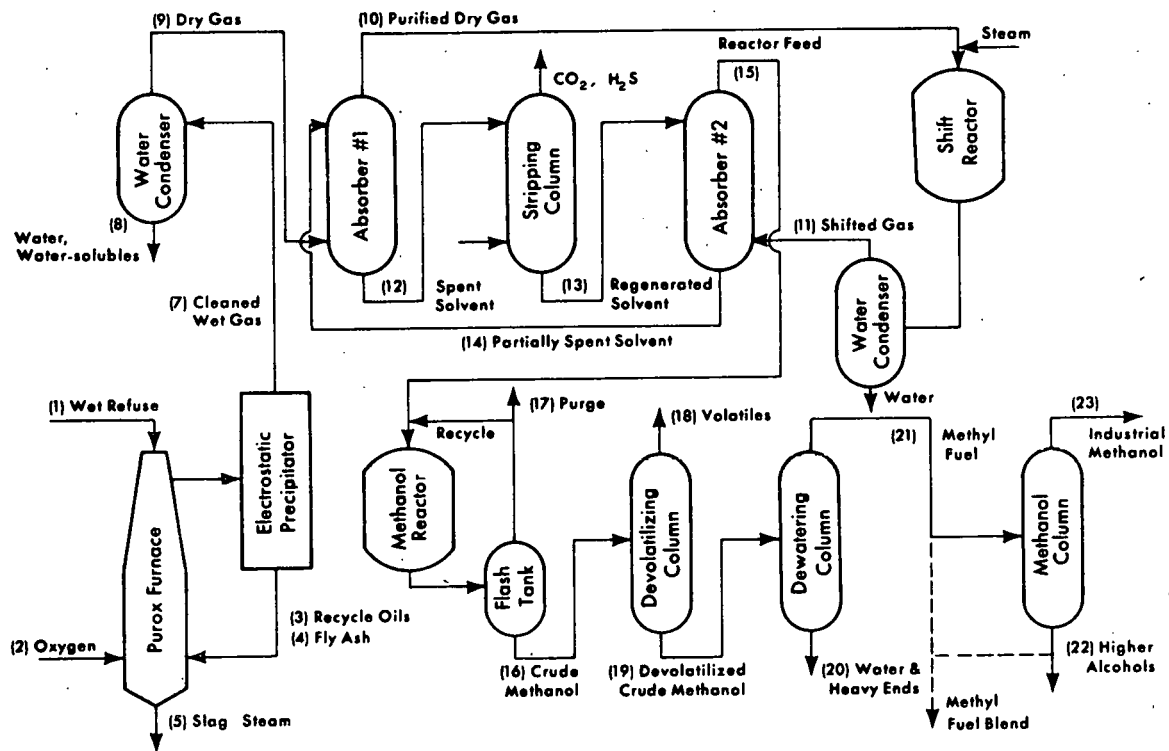 (9) Dry Gas
(10) Purified Dry Gas
Reactor Feed
(15)
Steam
CO2, H2S
Water
Condenser
Absorber #1
Stripping
Column
Absorber #2
Shift
Reactor
(8)
Water,
Water-solubles
(11) Shifted Gas
(12)
Spent
Solvent
(13)
Regenerated
Solvent
(7) Cleaned
Wet Gas
(14) Partially Spent Solvent
Water
Condenser
Water
(1) Wet Refuse
(17) Purge
Recycle
(18) Volatiles
(21)
Methyl
Fuel
(23)
Industrial
Methanol
Purox Furnace
Electrostatic
Precipitator
Methanol
Reactor
Flash
Tank
Devolatilizing
Column
Dewatering
Column
Methanol
Column
(2) Oxygen
(3) Recycle Oils
(4) Fly Ash
(5) Slag Steam
(16) Crude
Methanol
(19) Devolatilized
Crude Methanol
(20) Water &
Heavy Ends
(22) Higher
Alcohols
Methyl
Fuel Blend